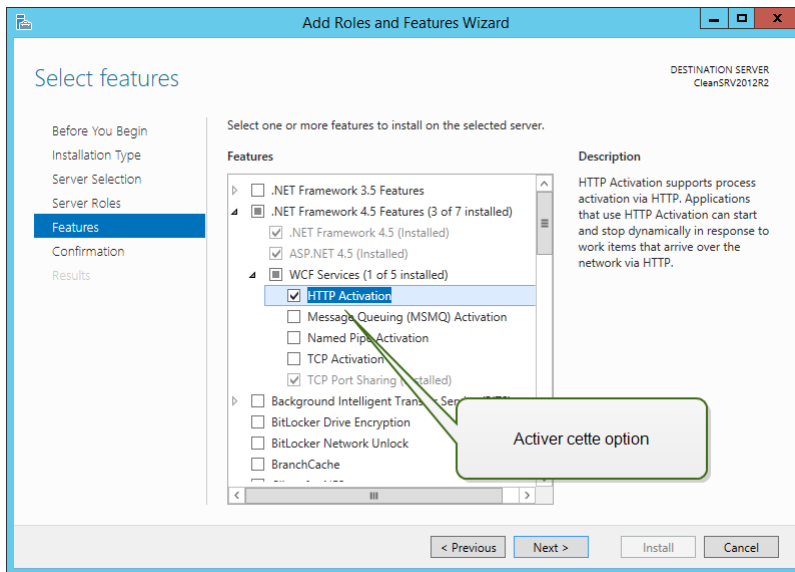 Add Roles and Features Wizard
Select features
DESTINATION SERVER
CleanSRV2012R2
Before You Begin
Installation Type
Server Selection
Server Roles
Features
Confirmation
Results
Select one or more features to install on the selected server.
Features
.NET Framework 3.5 Features
.NET Framework 4.5 Features (3 of 7 installed)
.NET Framework 4.5 (Installed)
ASP.NET 4.5 (Installed)
WCF Services (1 of 5 installed)
HTTP Activation
Message Queuing (MSMQ) Activation
Named Pipe Activation
TCP Activation
TCP Port Sharing (Installed)
Background Intelligent Transfer Service (BITS)
BitLocker Drive Encryption
BitLocker Network Unlock
BranchCache
Description
HTTP Activation supports process
activation via HTTP. Applications
that use HTTP Activation can start
and stop dynamically in response to
work items that arrive over the
network via HTTP.
Activer cette option
< Previous
Next >
Install
Cancel